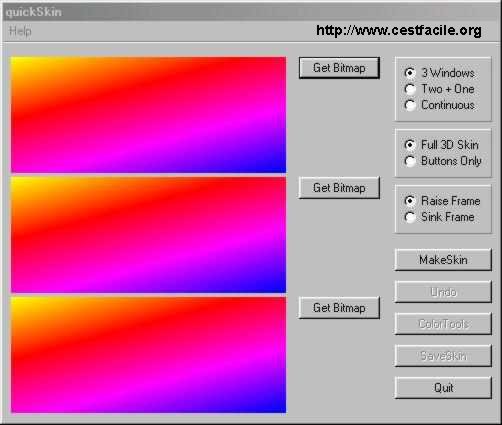 quickSkin
Help
http://www.cestfacile.org
Get Bitmap
3 Windows
Two + One
Continuous
Full 3D Skin
Buttons Only
Get Bitmap
Raise Frame
Sink Frame
MakeSkin
Undo
Get Bitmap
ColorTools
SaveSkin
Quit